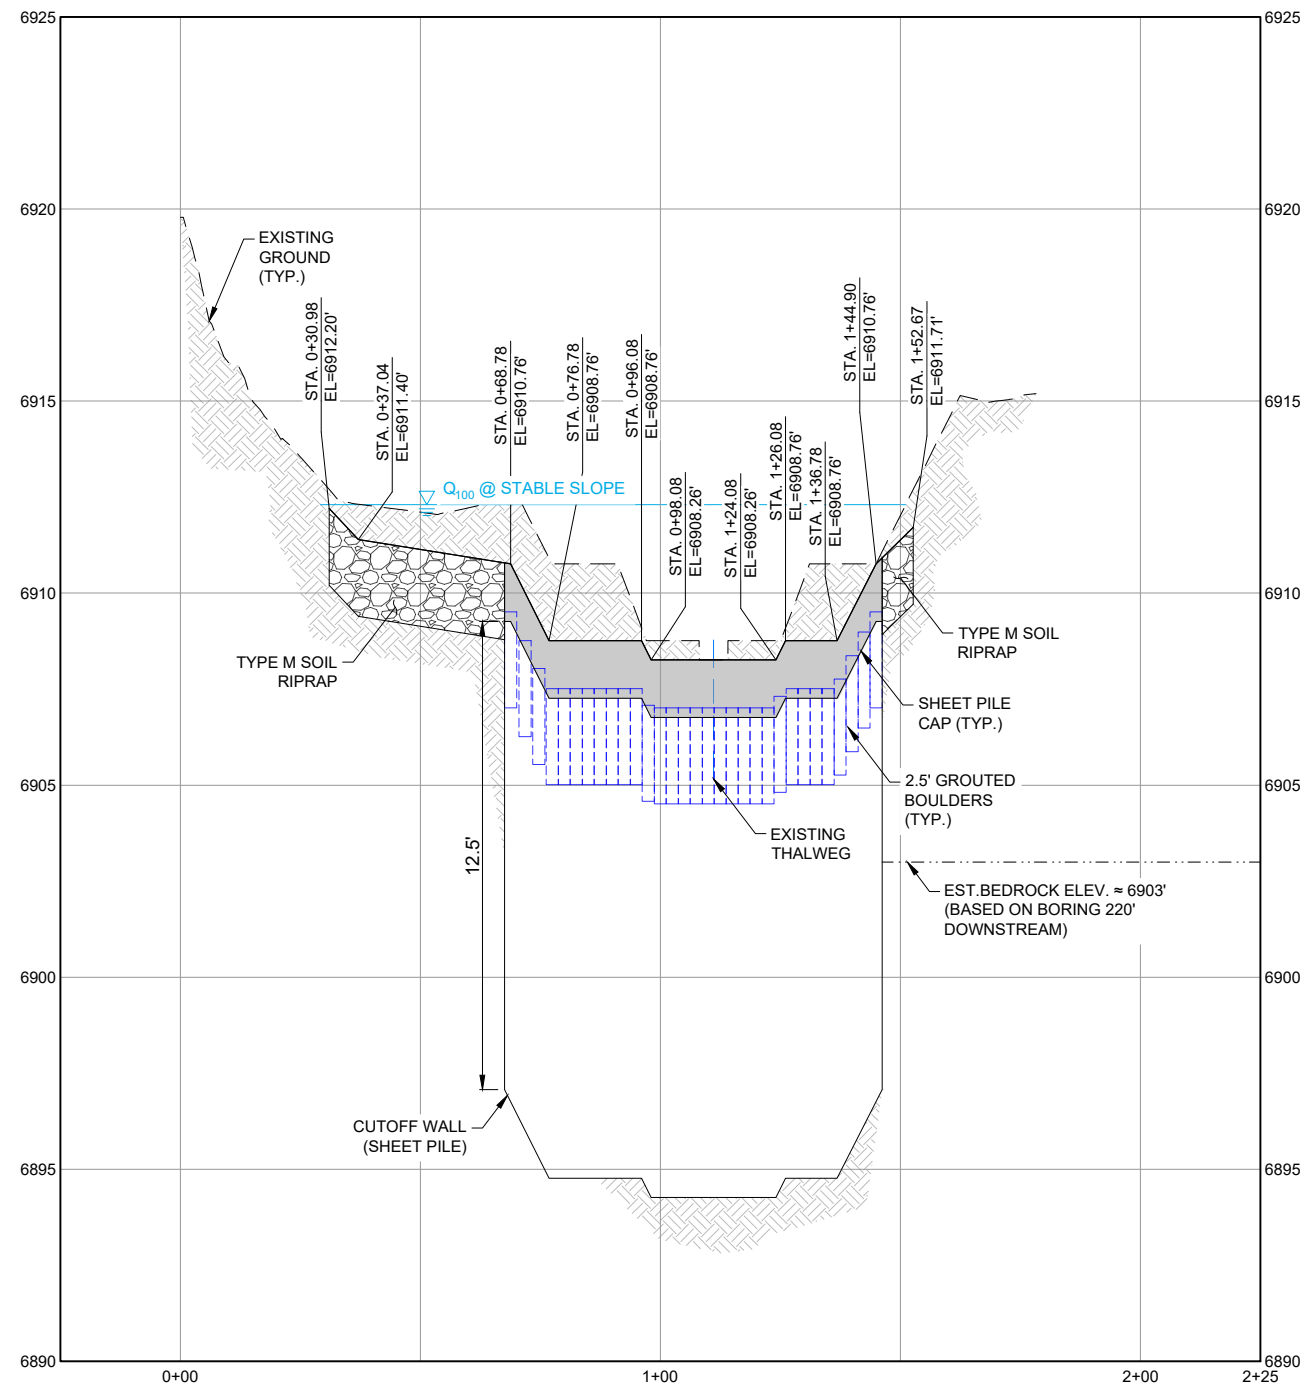 6925
6925
6920
6920
6915
6915
6910
6910
6905
6905
6900
6900
6895
6895
6890
6890
0+00
1+00
2+00
2+25
EXISTING
GROUND
(TYP.)
STA. 0+30.98
EL=6912.20'
STA. 0+37.04
EL=6911.40'
STA. 0+68.78
EL=6910.76'
STA. 0+76.78
EL=6908.76'
STA. 0+96.08
EL=6908.76'
STA. 0+98.08
EL=6908.26'
STA. 1+24.08
EL=6908.26'
STA. 1+26.08
EL=6908.76'
STA. 1+36.78
EL=6908.76'
STA. 1+44.90
EL=6910.76'
STA. 1+52.67
EL=6911.71'
Q100 @ STABLE SLOPE
TYPE M SOIL
RIPRAP
TYPE M SOIL
RIPRAP
SHEET PILE
CAP (TYP.)
2.5' GROUTED
BOULDERS
(TYP.)
EXISTING
THALWEG
12.5'
EST.BEDROCK ELEV. ≈ 6903'
(BASED ON BORING 220'
DOWNSTREAM)
CUTOFF WALL
(SHEET PILE)